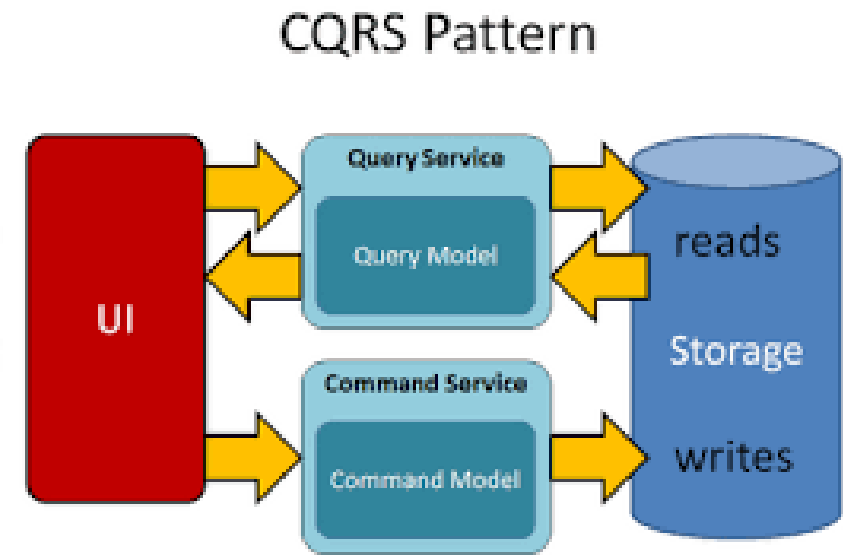 CQRS Pattern
Query Service
Query Model
reads
UI
Storage
Command Service
Command Model
writes